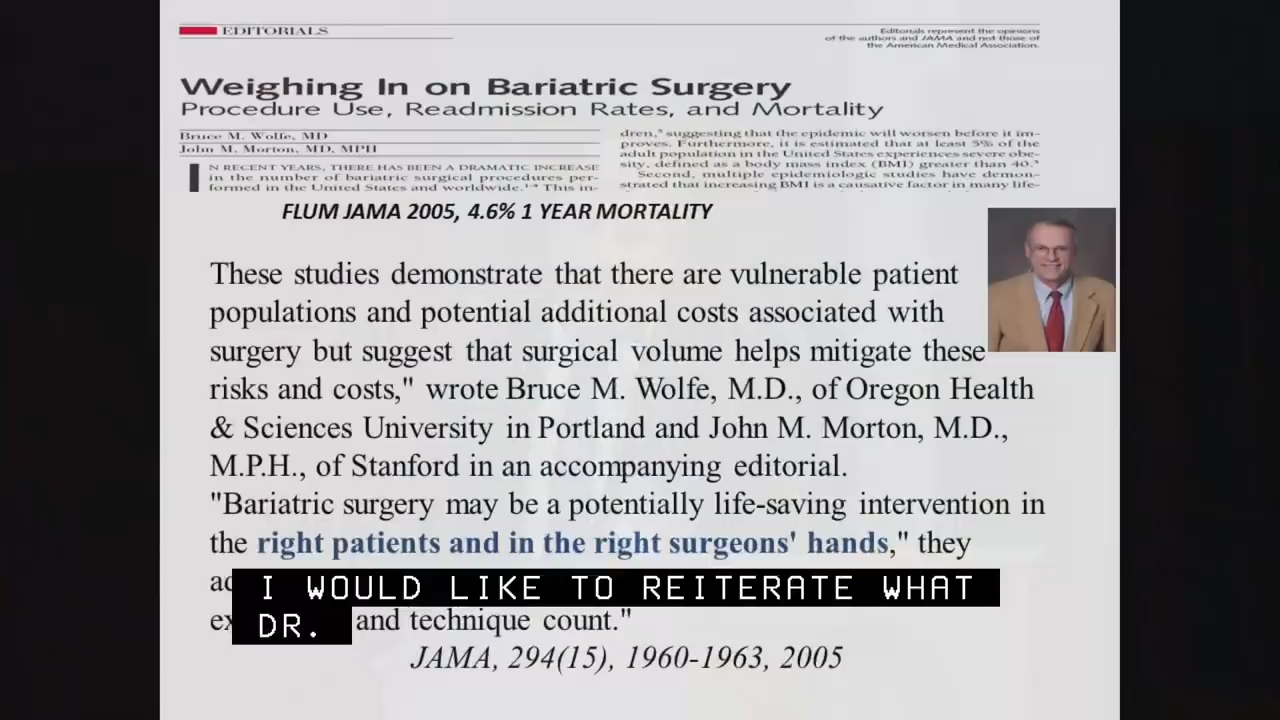 EDITORIALS
Editorials represent the opinions
of the authors and JAMA and not those of
the American Medical Association.
Weighing In on Bariatric Surgery
Procedure Use, Readmission Rates, and Mortality
Bruce M. Wolfe, MD
John M. Morton, MD, MPH
IN RECENT YEARS, THERE HAS BEEN A DRAMATIC INCREASE
in the number of bariatric surgical procedures per-
formed in the United States and worldwide.¹⁻⁴ This in-
dren,⁸ suggesting that the epidemic will worsen before it im-
proves. Furthermore, it is estimated that at least 5% of the
adult population in the United States experiences severe obe-
sity, defined as a body mass index (BMI) greater than 40.⁹
Second, multiple epidemiologic studies have demon-
strated that increasing BMI is a causative factor in many life-
FLUM JAMA 2005, 4.6% 1 YEAR MORTALITY
These studies demonstrate that there are vulnerable patient
populations and potential additional costs associated with
surgery but suggest that surgical volume helps mitigate these
risks and costs," wrote Bruce M. Wolfe, M.D., of Oregon Health
& Sciences University in Portland and John M. Morton, M.D.,
M.P.H., of Stanford in an accompanying editorial.
"Bariatric surgery may be a potentially life-saving intervention in
the right patients and in the right surgeons' hands," they
I WOULD LIKE TO REITERATE WHAT
DR.
and technique count."
JAMA, 294(15), 1960-1963, 2005